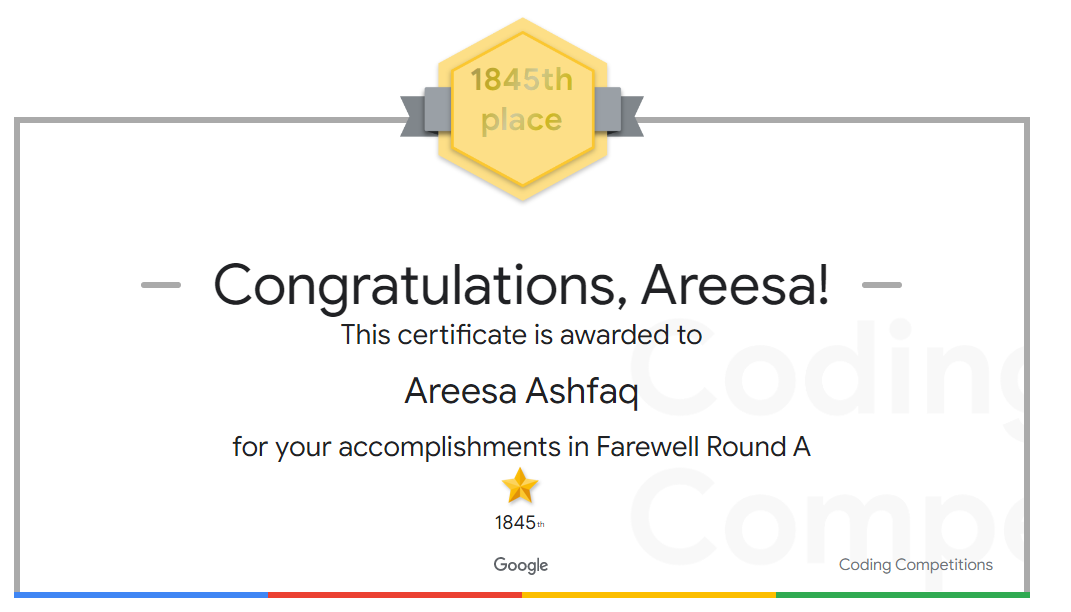 1845th
place
Congratulations, Areesa!
This certificate is awarded to
Areesa Ashfaq
for your accomplishments in Farewell Round A
1845th
Google
Coding Competitions
Coding
Compe